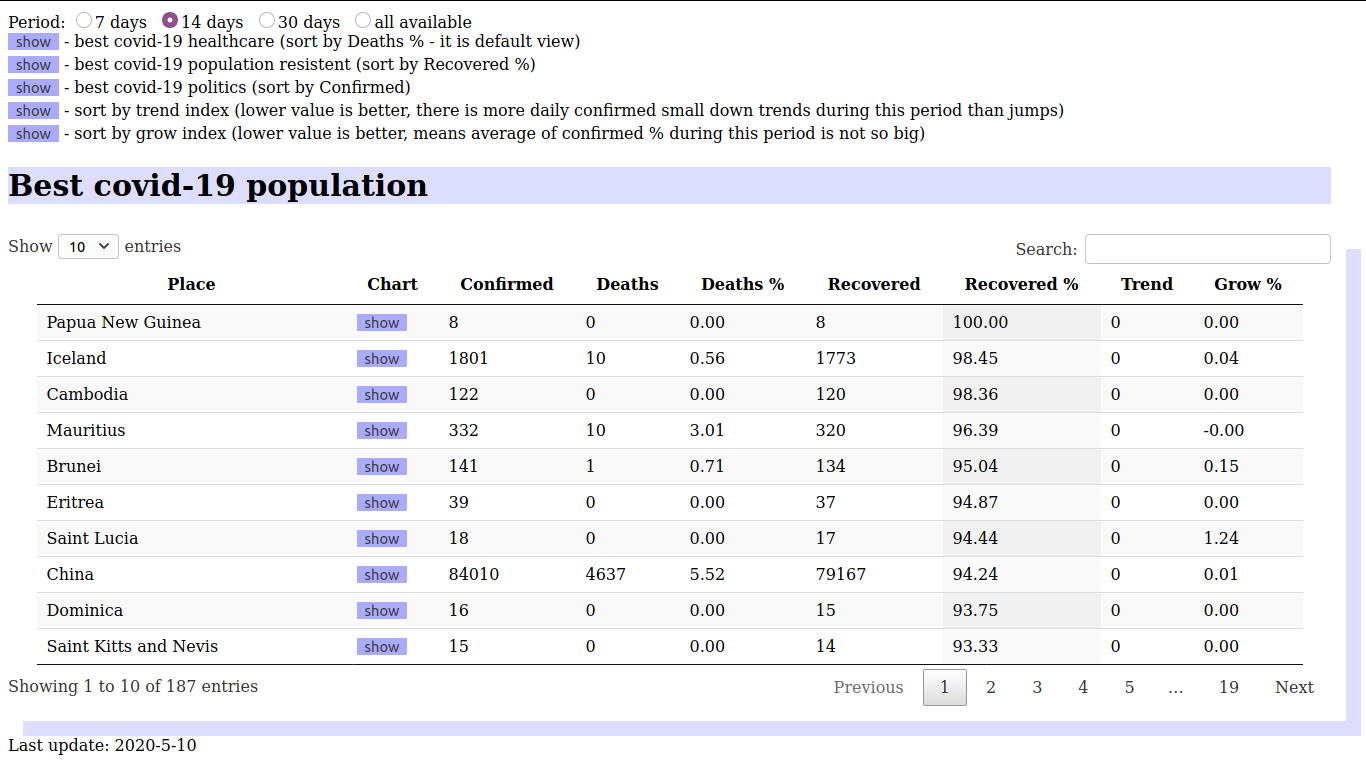 Period: 7 days 14 days 30 days all available
show - best covid-19 healthcare (sort by Deaths % - it is default view)
show - best covid-19 population resistent (sort by Recovered %)
show - best covid-19 politics (sort by Confirmed)
show - sort by trend index (lower value is better, there is more daily confirmed small down trends during this period than jumps)
show - sort by grow index (lower value is better, means average of confirmed % during this period is not so big)
Best covid-19 population
Show 10 entries Search:
Place Chart Confirmed Deaths Deaths % Recovered Recovered % Trend Grow %
Papua New Guinea show 8 0 0.00 8 100.00 0 0.00
Iceland show 1801 10 0.56 1773 98.45 0 0.04
Cambodia show 122 0 0.00 120 98.36 0 0.00
Mauritius show 332 10 3.01 320 96.39 0 -0.00
Brunei show 141 1 0.71 134 95.04 0 0.15
Eritrea show 39 0 0.00 37 94.87 0 0.00
Saint Lucia show 18 0 0.00 17 94.44 0 1.24
China show 84010 4637 5.52 79167 94.24 0 0.01
Dominica show 16 0 0.00 15 93.75 0 0.00
Saint Kitts and Nevis show 15 0 0.00 14 93.33 0 0.00
Showing 1 to 10 of 187 entries Previous 1 2 3 4 5 … 19 Next
Last update: 2020-5-10